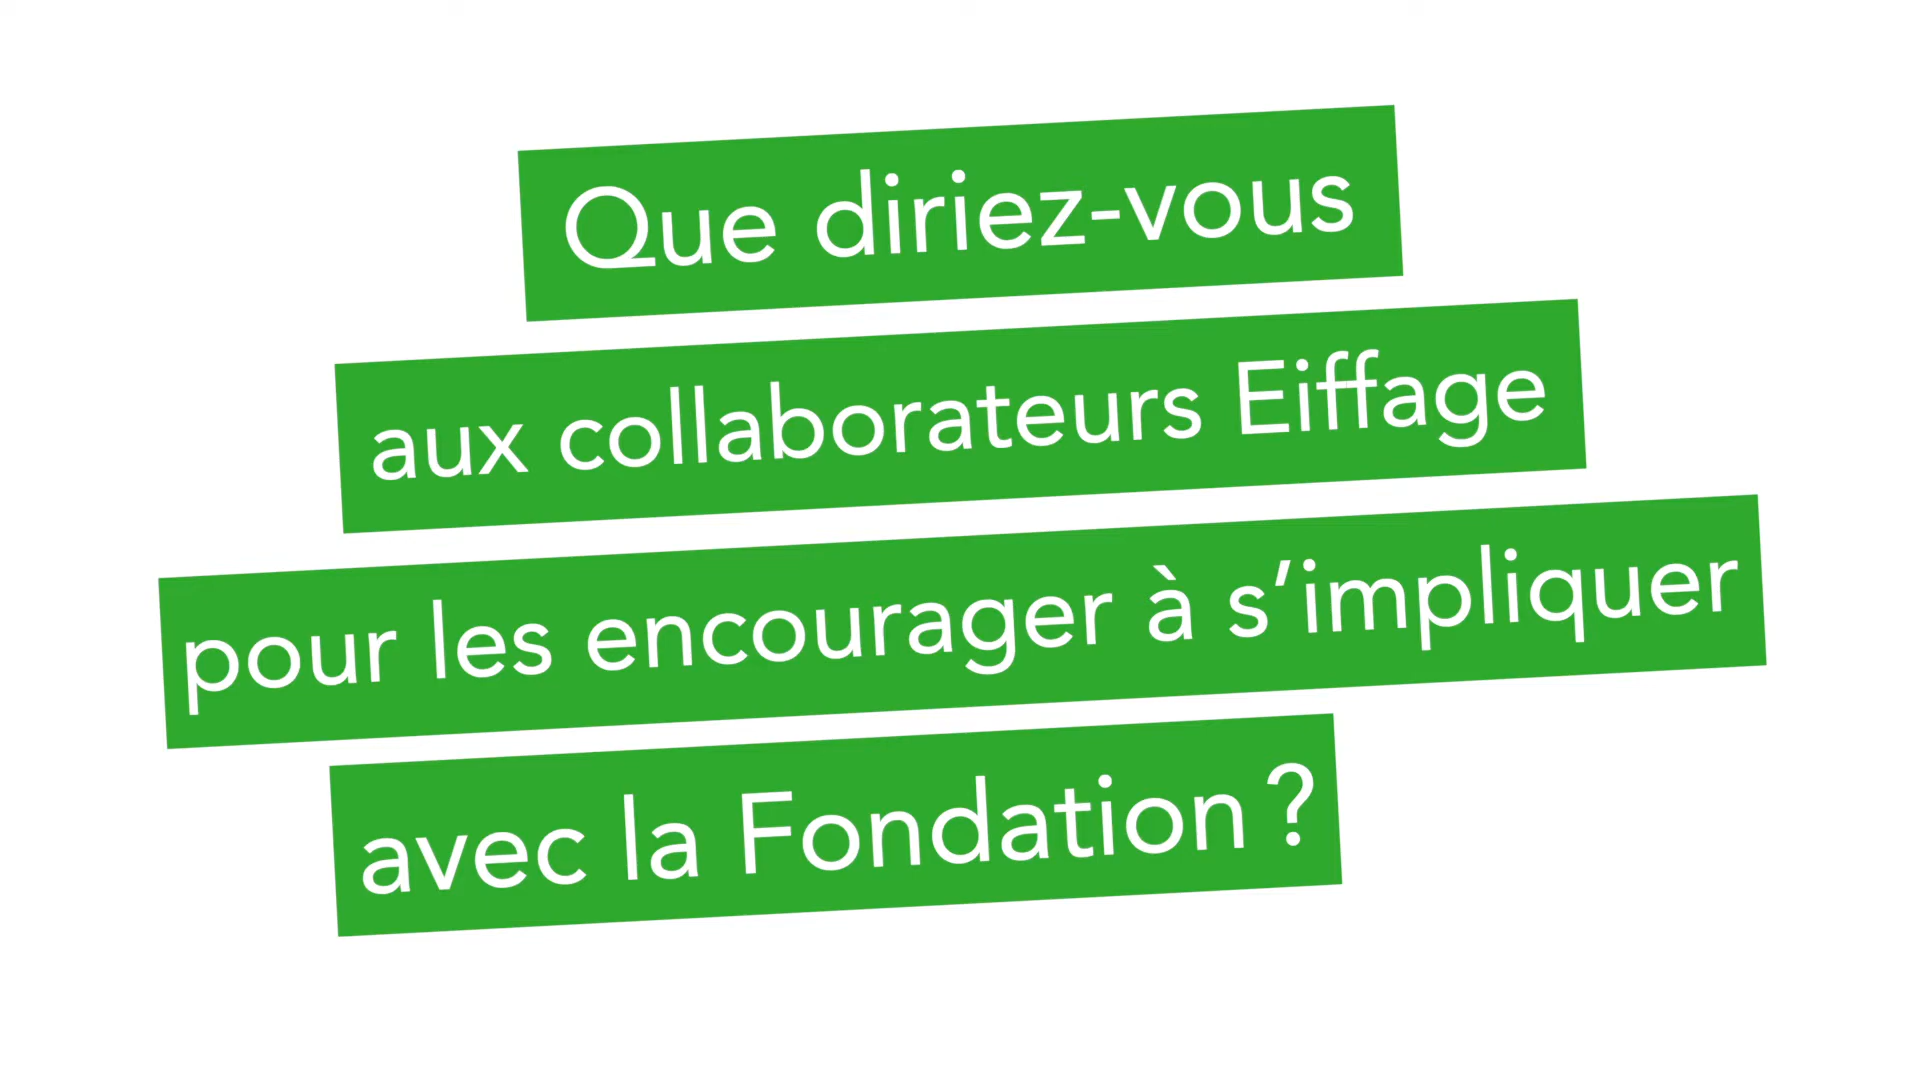 Que diriez-vous
aux collaborateurs Eiffage
pour les encourager à s’impliquer
avec la Fondation ?